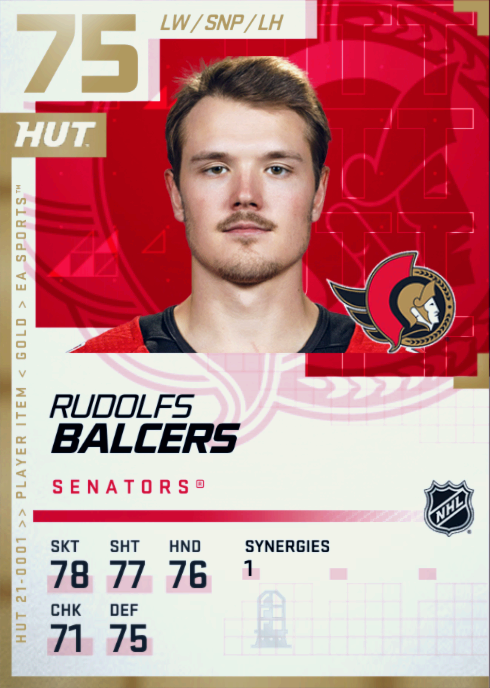 75
LW / SNP / LH
HUT
HUT 21-0001 >> PLAYER ITEM < GOLD > EA SPORTS™
RUDOLFS
BALCERS
SENATORS®
NHL
SKT SHT HND SYNERGIES
78 77 76 1
CHK DEF
71 75